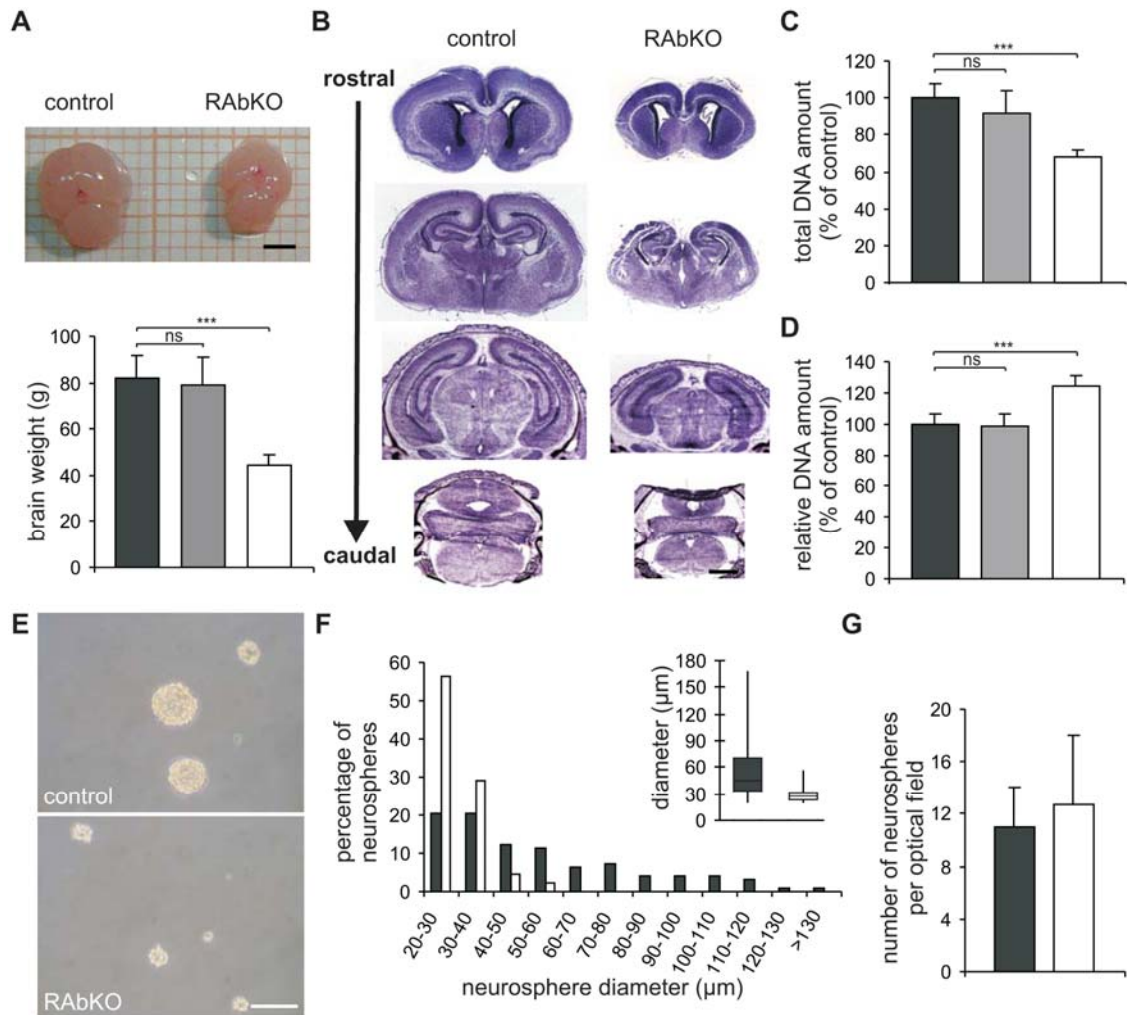 A
control
RAbKO
100
80
60
40
20
0
brain weight (g)
ns
***
B
control
RAbKO
rostral
caudal
C
120
100
80
60
40
20
0
total DNA amount
(% of control)
ns
***
D
140
120
100
80
60
40
20
0
relative DNA amount
(% of control)
ns
***
E
control
RAbKO
F
60
50
40
30
20
10
0
percentage of
neurospheres
20-30
30-40
40-50
50-60
60-70
70-80
80-90
90-100
100-110
110-120
120-130
>130
neurosphere diameter (µm)
180
150
120
90
60
30
0
diameter (µm)
G
20
16
12
8
4
0
number of neurospheres
per optical field